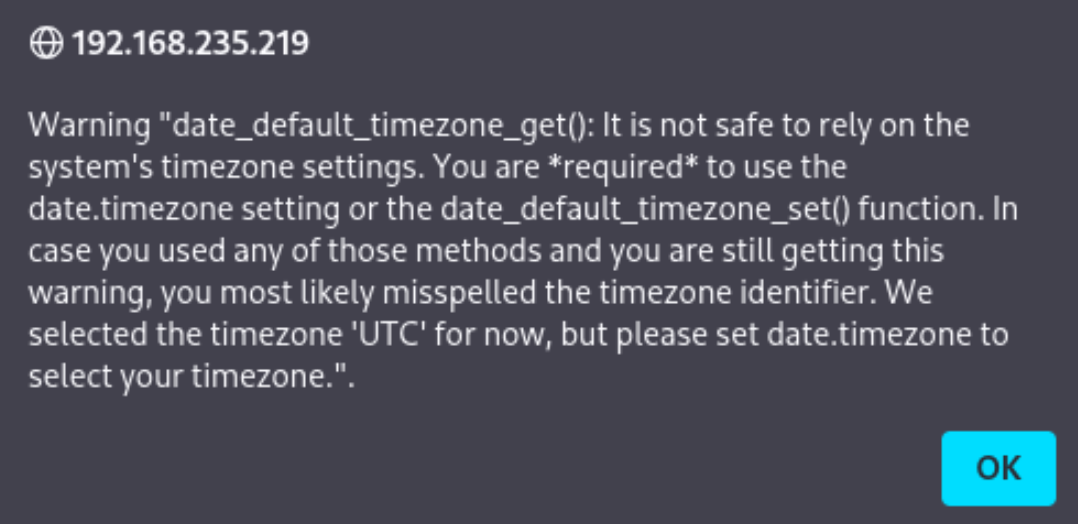 192.168.235.219
Warning "date_default_timezone_get(): It is not safe to rely on the
system's timezone settings. You are *required* to use the
date.timezone setting or the date_default_timezone_set() function. In
case you used any of those methods and you are still getting this
warning, you most likely misspelled the timezone identifier. We
selected the timezone 'UTC' for now, but please set date.timezone to
select your timezone.".
OK